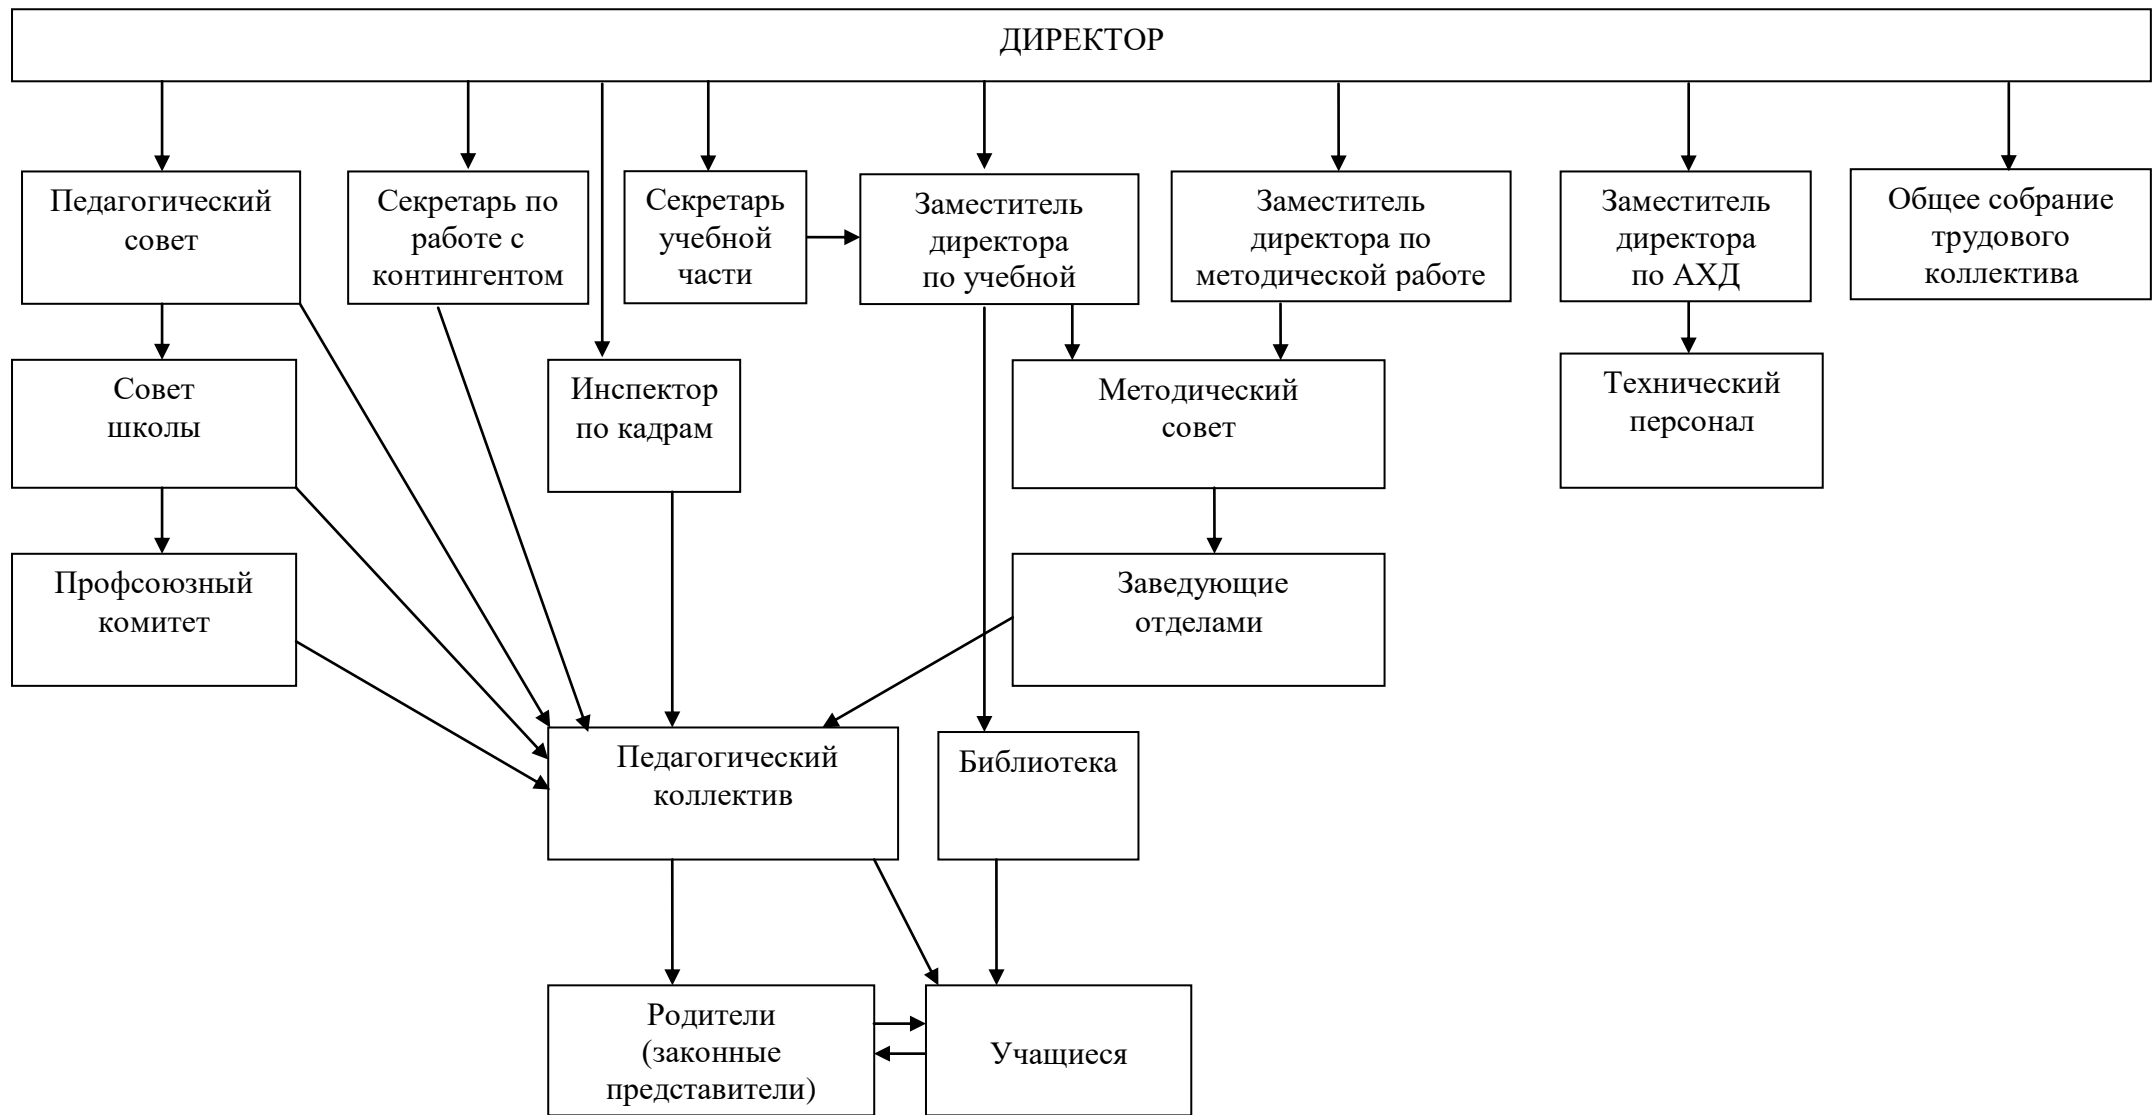 ДИРЕКТОР
Педагогический
совет
Секретарь по
работе с
контингентом
Секретарь
учебной
части
Заместитель
директора
по учебной
Заместитель
директора по
методической работе
Заместитель
директора
по АХД
Общее собрание
трудового
коллектива
Совет
школы
Инспектор
по кадрам
Методический
совет
Технический
персонал
Профсоюзный
комитет
Заведующие
отделами
Педагогический
коллектив
Библиотека
Родители
(законные
представители)
Учащиеся